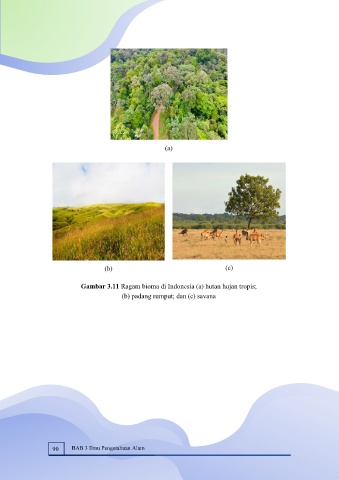 (a)
(b) (c)
Gambar 3.11 Ragam bioma di Indonesia (a) hutan hujan tropis;
(b) padang rumput; dan (c) savana
90 BAB 3 Ilmu Pengetahuan Alam